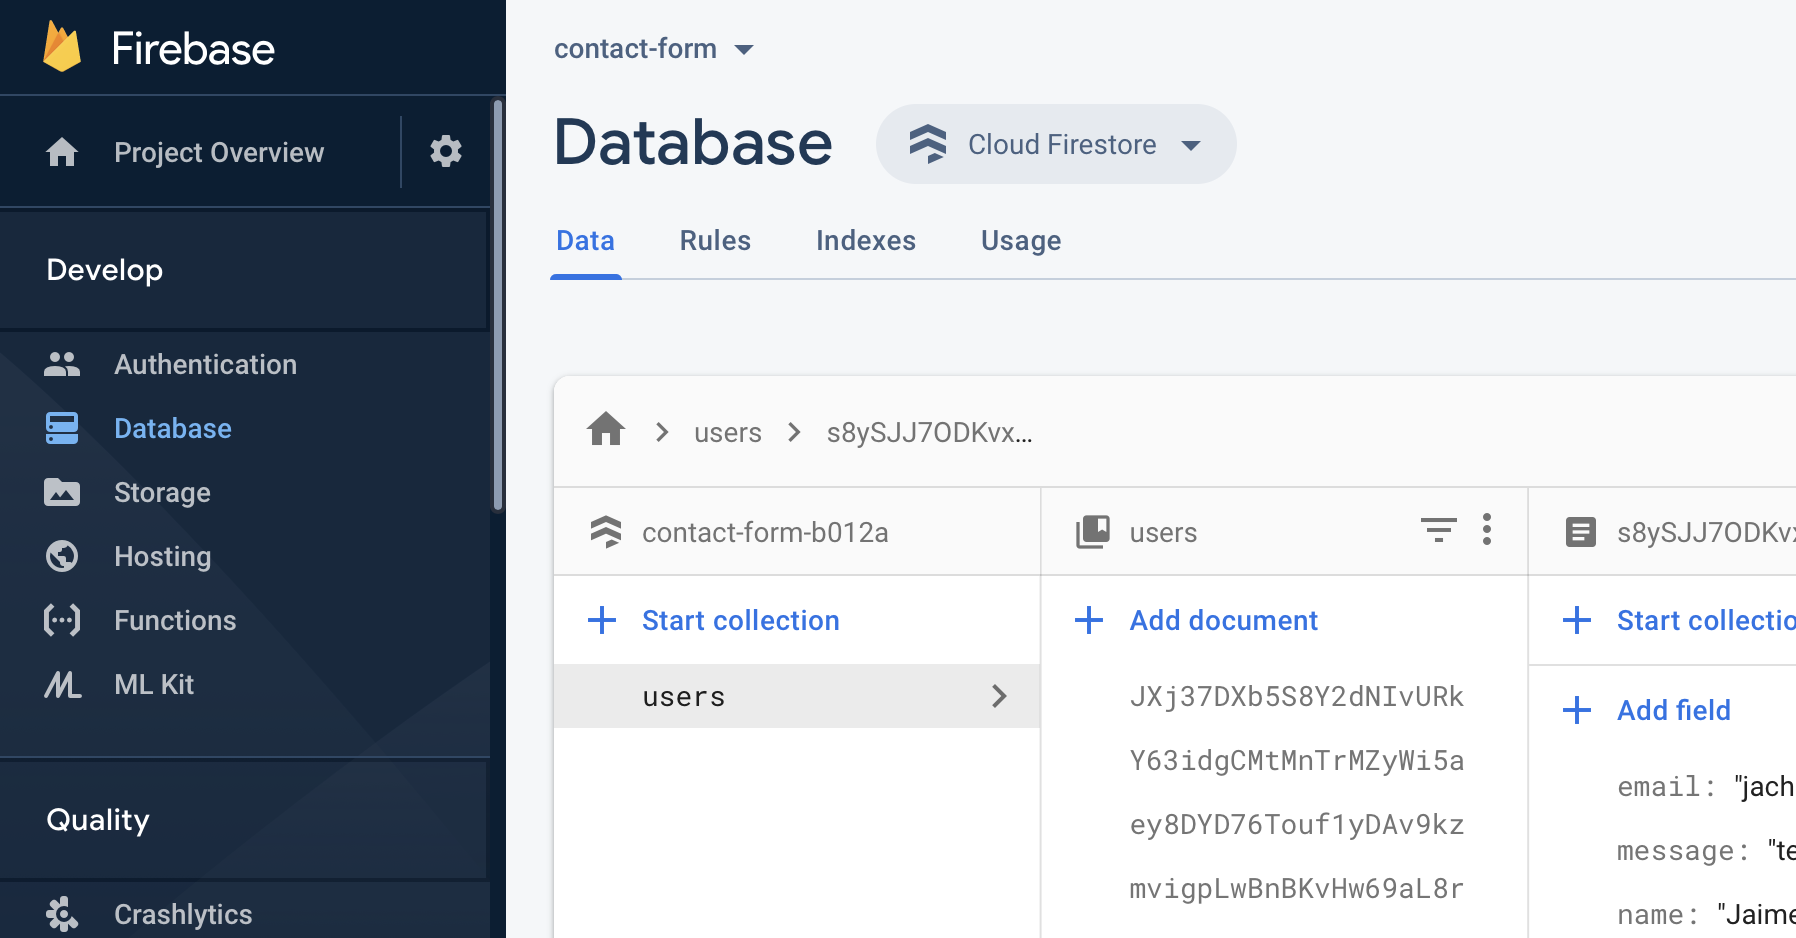 Firebase
Project Overview
Develop
Authentication
Database
Storage
Hosting
Functions
ML Kit
Quality
Crashlytics
contact-form
Database
Cloud Firestore
Data Rules Indexes Usage
users s8ySJJ7ODKvx...
contact-form-b012a
Start collection
users
users
Add document
JXj37DXb5S8Y2dNIvURk
Y63idgCMtMnTrMZyWi5a
ey8DYD76Touf1yDAv9kz
mvigpLwBnBKvHw69aL8r
s8ySJJ7ODKv
Start collectio
Add field
email: "jach
message: "te
name: "Jaime